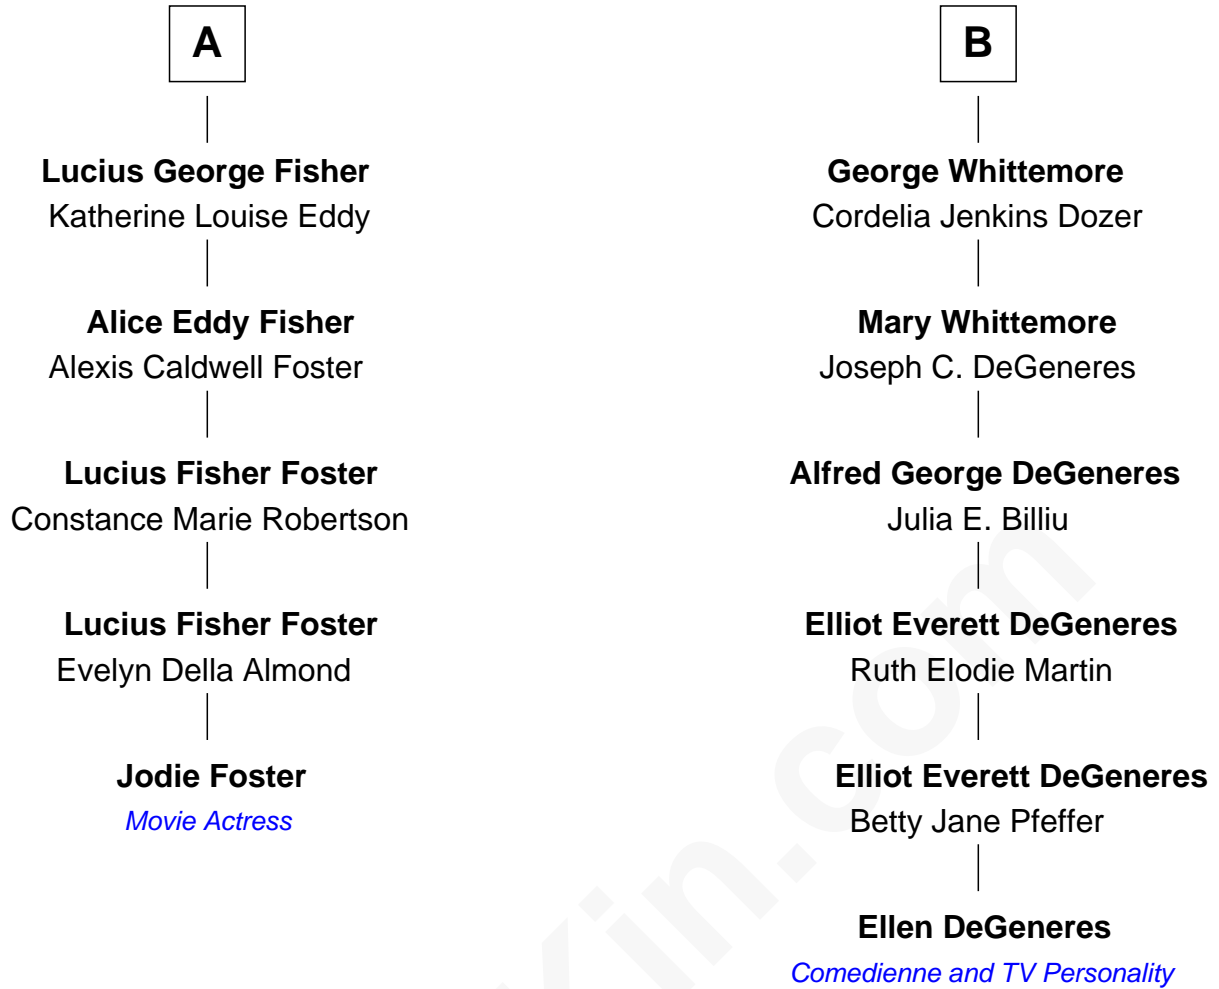 A
Lucius George Fisher
Katherine Louise Eddy
Alice Eddy Fisher
Alexis Caldwell Foster
Lucius Fisher Foster
Constance Marie Robertson
Lucius Fisher Foster
Evelyn Della Almond
Jodie Foster
Movie Actress
B
George Whittemore
Cordelia Jenkins Dozer
Mary Whittemore
Joseph C. DeGeneres
Alfred George DeGeneres
Julia E. Billiu
Elliot Everett DeGeneres
Ruth Elodie Martin
Elliot Everett DeGeneres
Betty Jane Pfeffer
Ellen DeGeneres
Comedienne and TV Personality
Kin.com